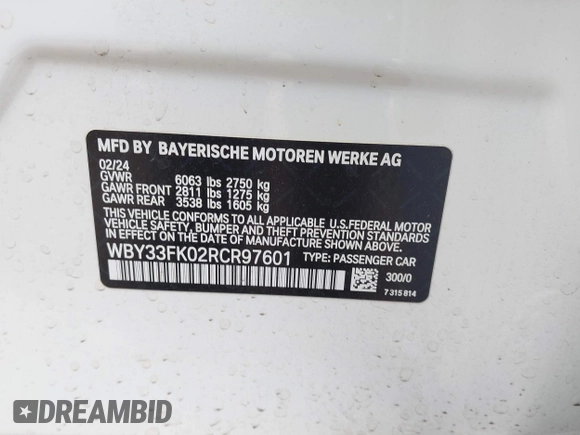 MFD BY BAYERISCHE MOTOREN WERKE AG
02/24
GVWR 6063 lbs 2750 kg
GAWR FRONT 2811 lbs 1275 kg
GAWR REAR 3538 lbs 1605 kg
THIS VEHICLE CONFORMS TO ALL APPLICABLE U.S.FEDERAL MOTOR
VEHICLE SAFETY, BUMPER AND THEFT PREVENTION STANDARDS
IN EFFECT ON THE DATE OF MANUFACTURE SHOWN ABOVE.
WBY33FK02RCR97601 TYPE: PASSENGER CAR
300/0
7 315 814
DREAMBID